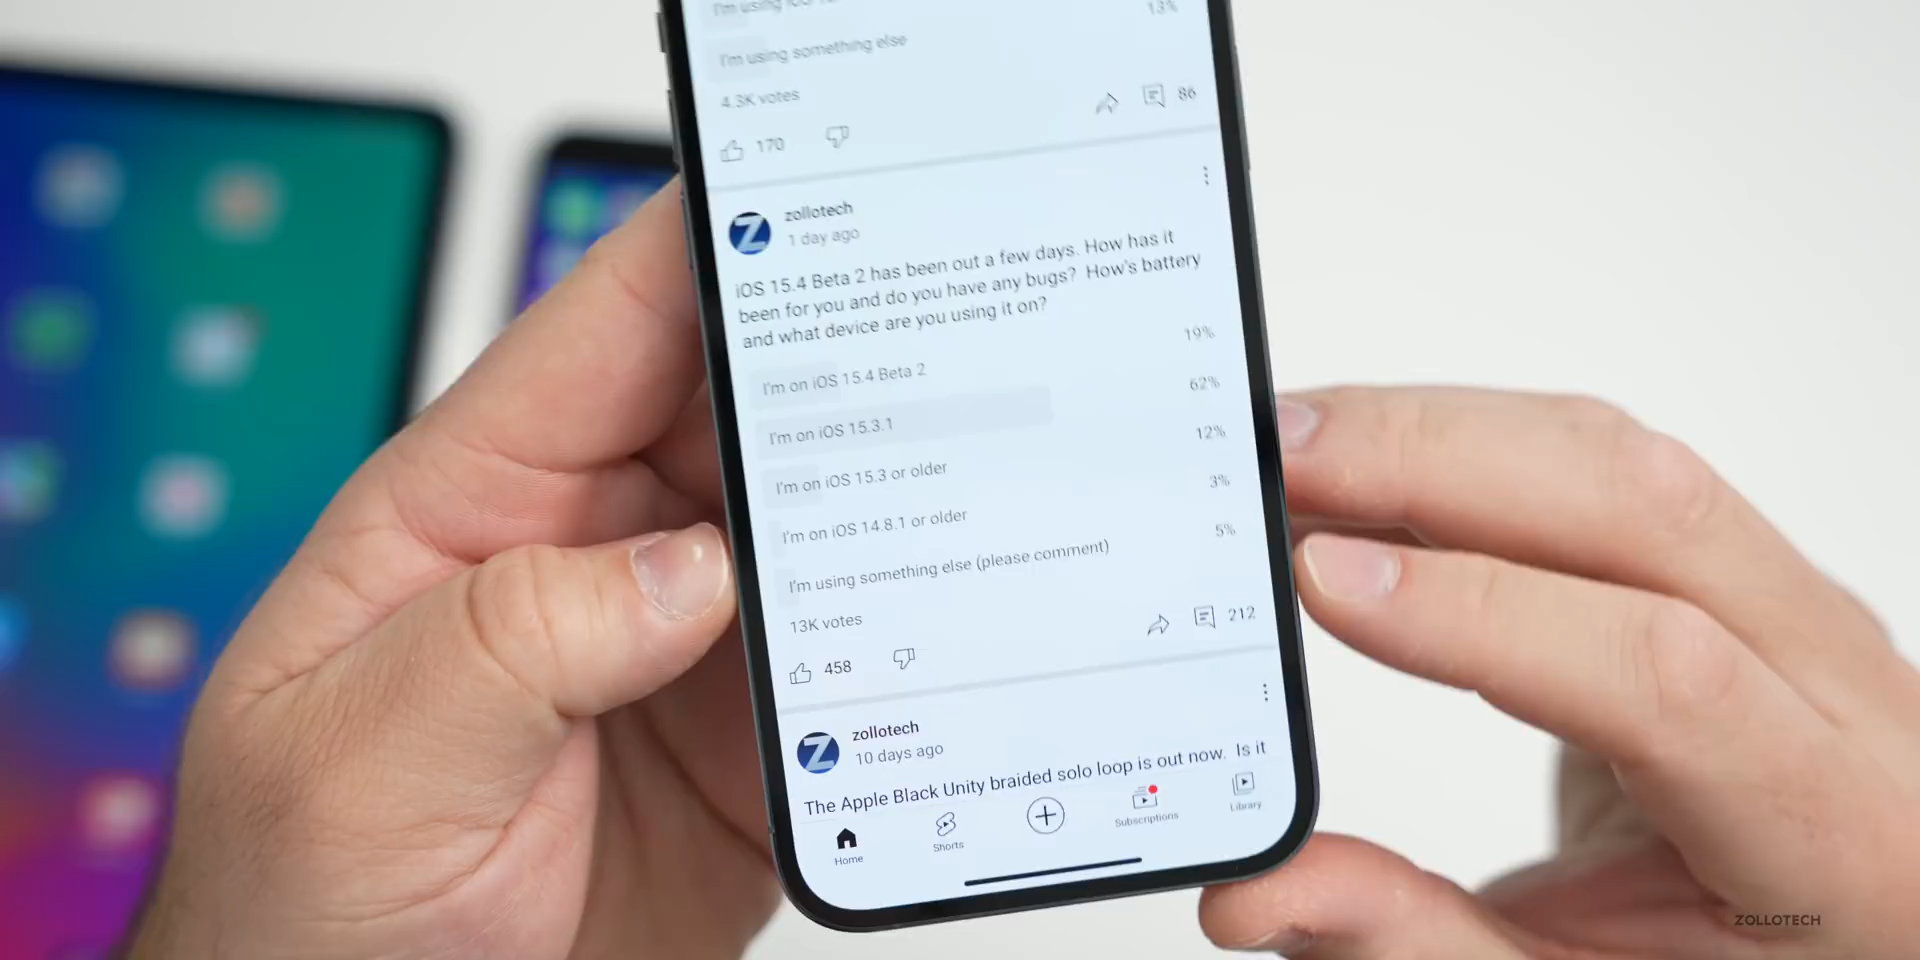 I'm using
13%
I'm using something else
4.3K votes
170
86
zollotech
1 day ago
iOS 15.4 Beta 2 has been out a few days. How has it
been for you and do you have any bugs? How's battery
and what device are you using it on?
I'm on iOS 15.4 Beta 2
19%
I'm on iOS 15.3.1
62%
I'm on iOS 15.3 or older
12%
I'm on iOS 14.8.1 or older
3%
I'm using something else (please comment)
5%
13K votes
458
212
zollotech
10 days ago
The Apple Black Unity braided solo loop is out now. Is it
Home
Shorts
Subscriptions
Library
ZOLLOTECH